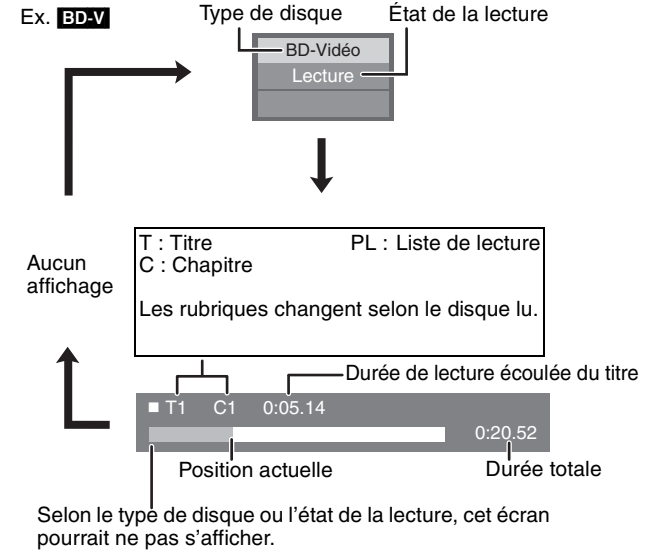 Ex. BD-V
Type de disque
État de la lecture
BD-Vidéo
Lecture
Aucun
affichage
T : Titre PL : Liste de lecture
C : Chapitre
Les rubriques changent selon le disque lu.
Durée de lecture écoulée du titre
T1 C1 0:05.14
0:20.52
Position actuelle
Durée totale
Selon le type de disque ou l’état de la lecture, cet écran
pourrait ne pas s’afficher.